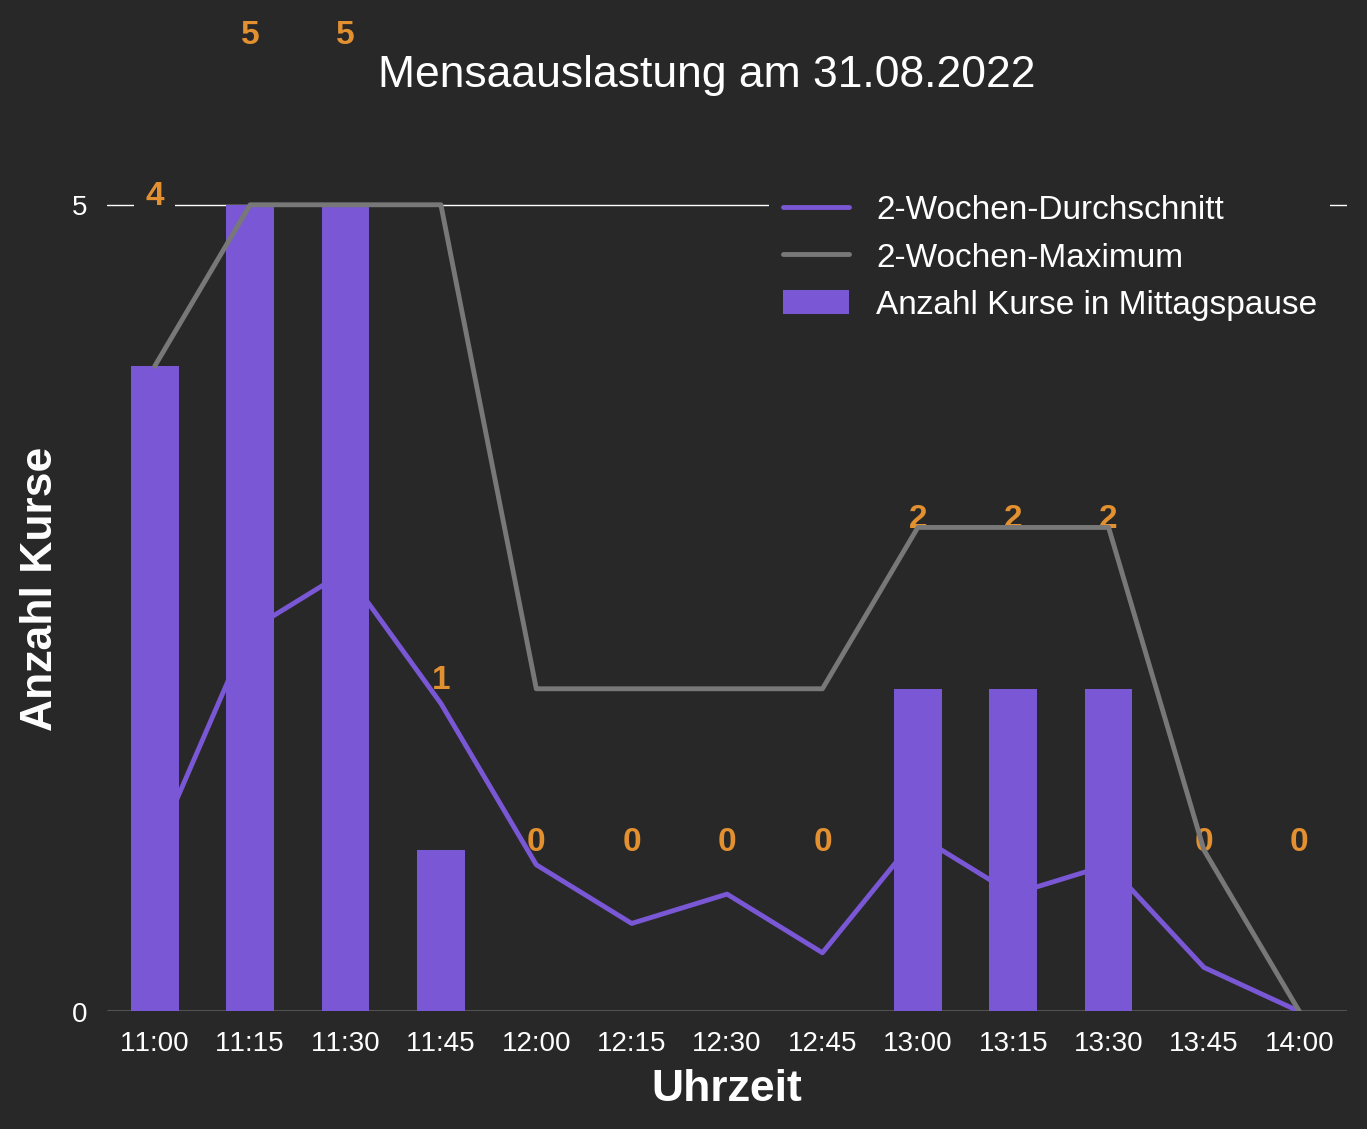 5 5
Mensaauslastung am 31.08.2022
4
5
2-Wochen-Durchschnitt
2-Wochen-Maximum
Anzahl Kurse in Mittagspause
Anzahl Kurse
2 2 2
1
0 0 0 0 0 0
0
11:00 11:15 11:30 11:45 12:00 12:15 12:30 12:45 13:00 13:15 13:30 13:45 14:00
Uhrzeit